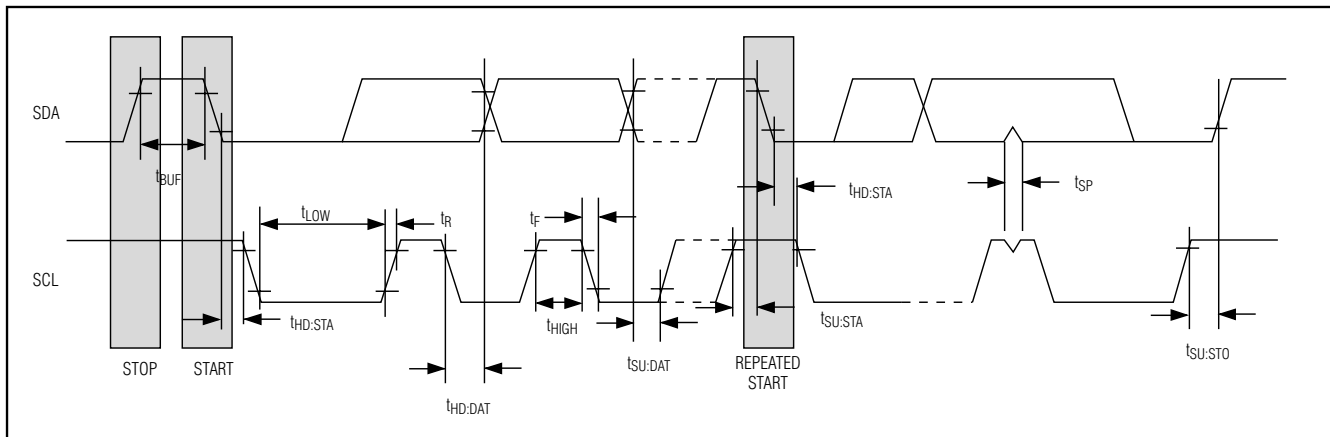 SDA
tBUF
tHD:STA
tSP
tLOW
tR
tF
SCL
tHD:STA
tHIGH
tSU:STA
tSU:DAT
tSU:STO
STOP
START
REPEATED
START
tHD:DAT